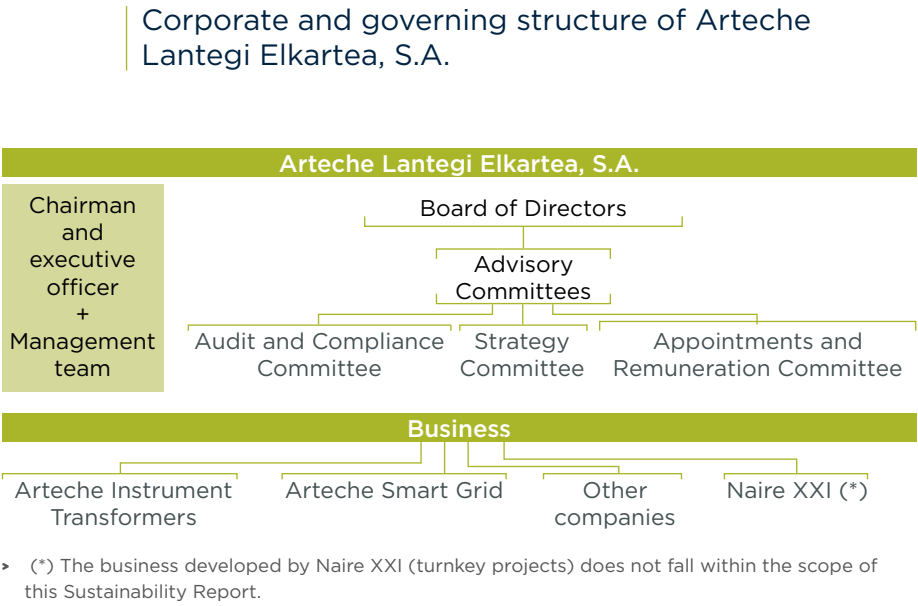 Corporate and governing structure of Arteche
Lantegi Elkartea, S.A.
Arteche Lantegi Elkartea, S.A.
Chairman
and
executive
officer
+
Management
team
Board of Directors
Advisory
Committees
Audit and Compliance
Committee
Strategy
Committee
Appointments and
Remuneration Committee
Business
Arteche Instrument
Transformers
Arteche Smart Grid
Other
companies
Naire XXI (*)
> (*) The business developed by Naire XXI (turnkey projects) does not fall within the scope of
this Sustainability Report.